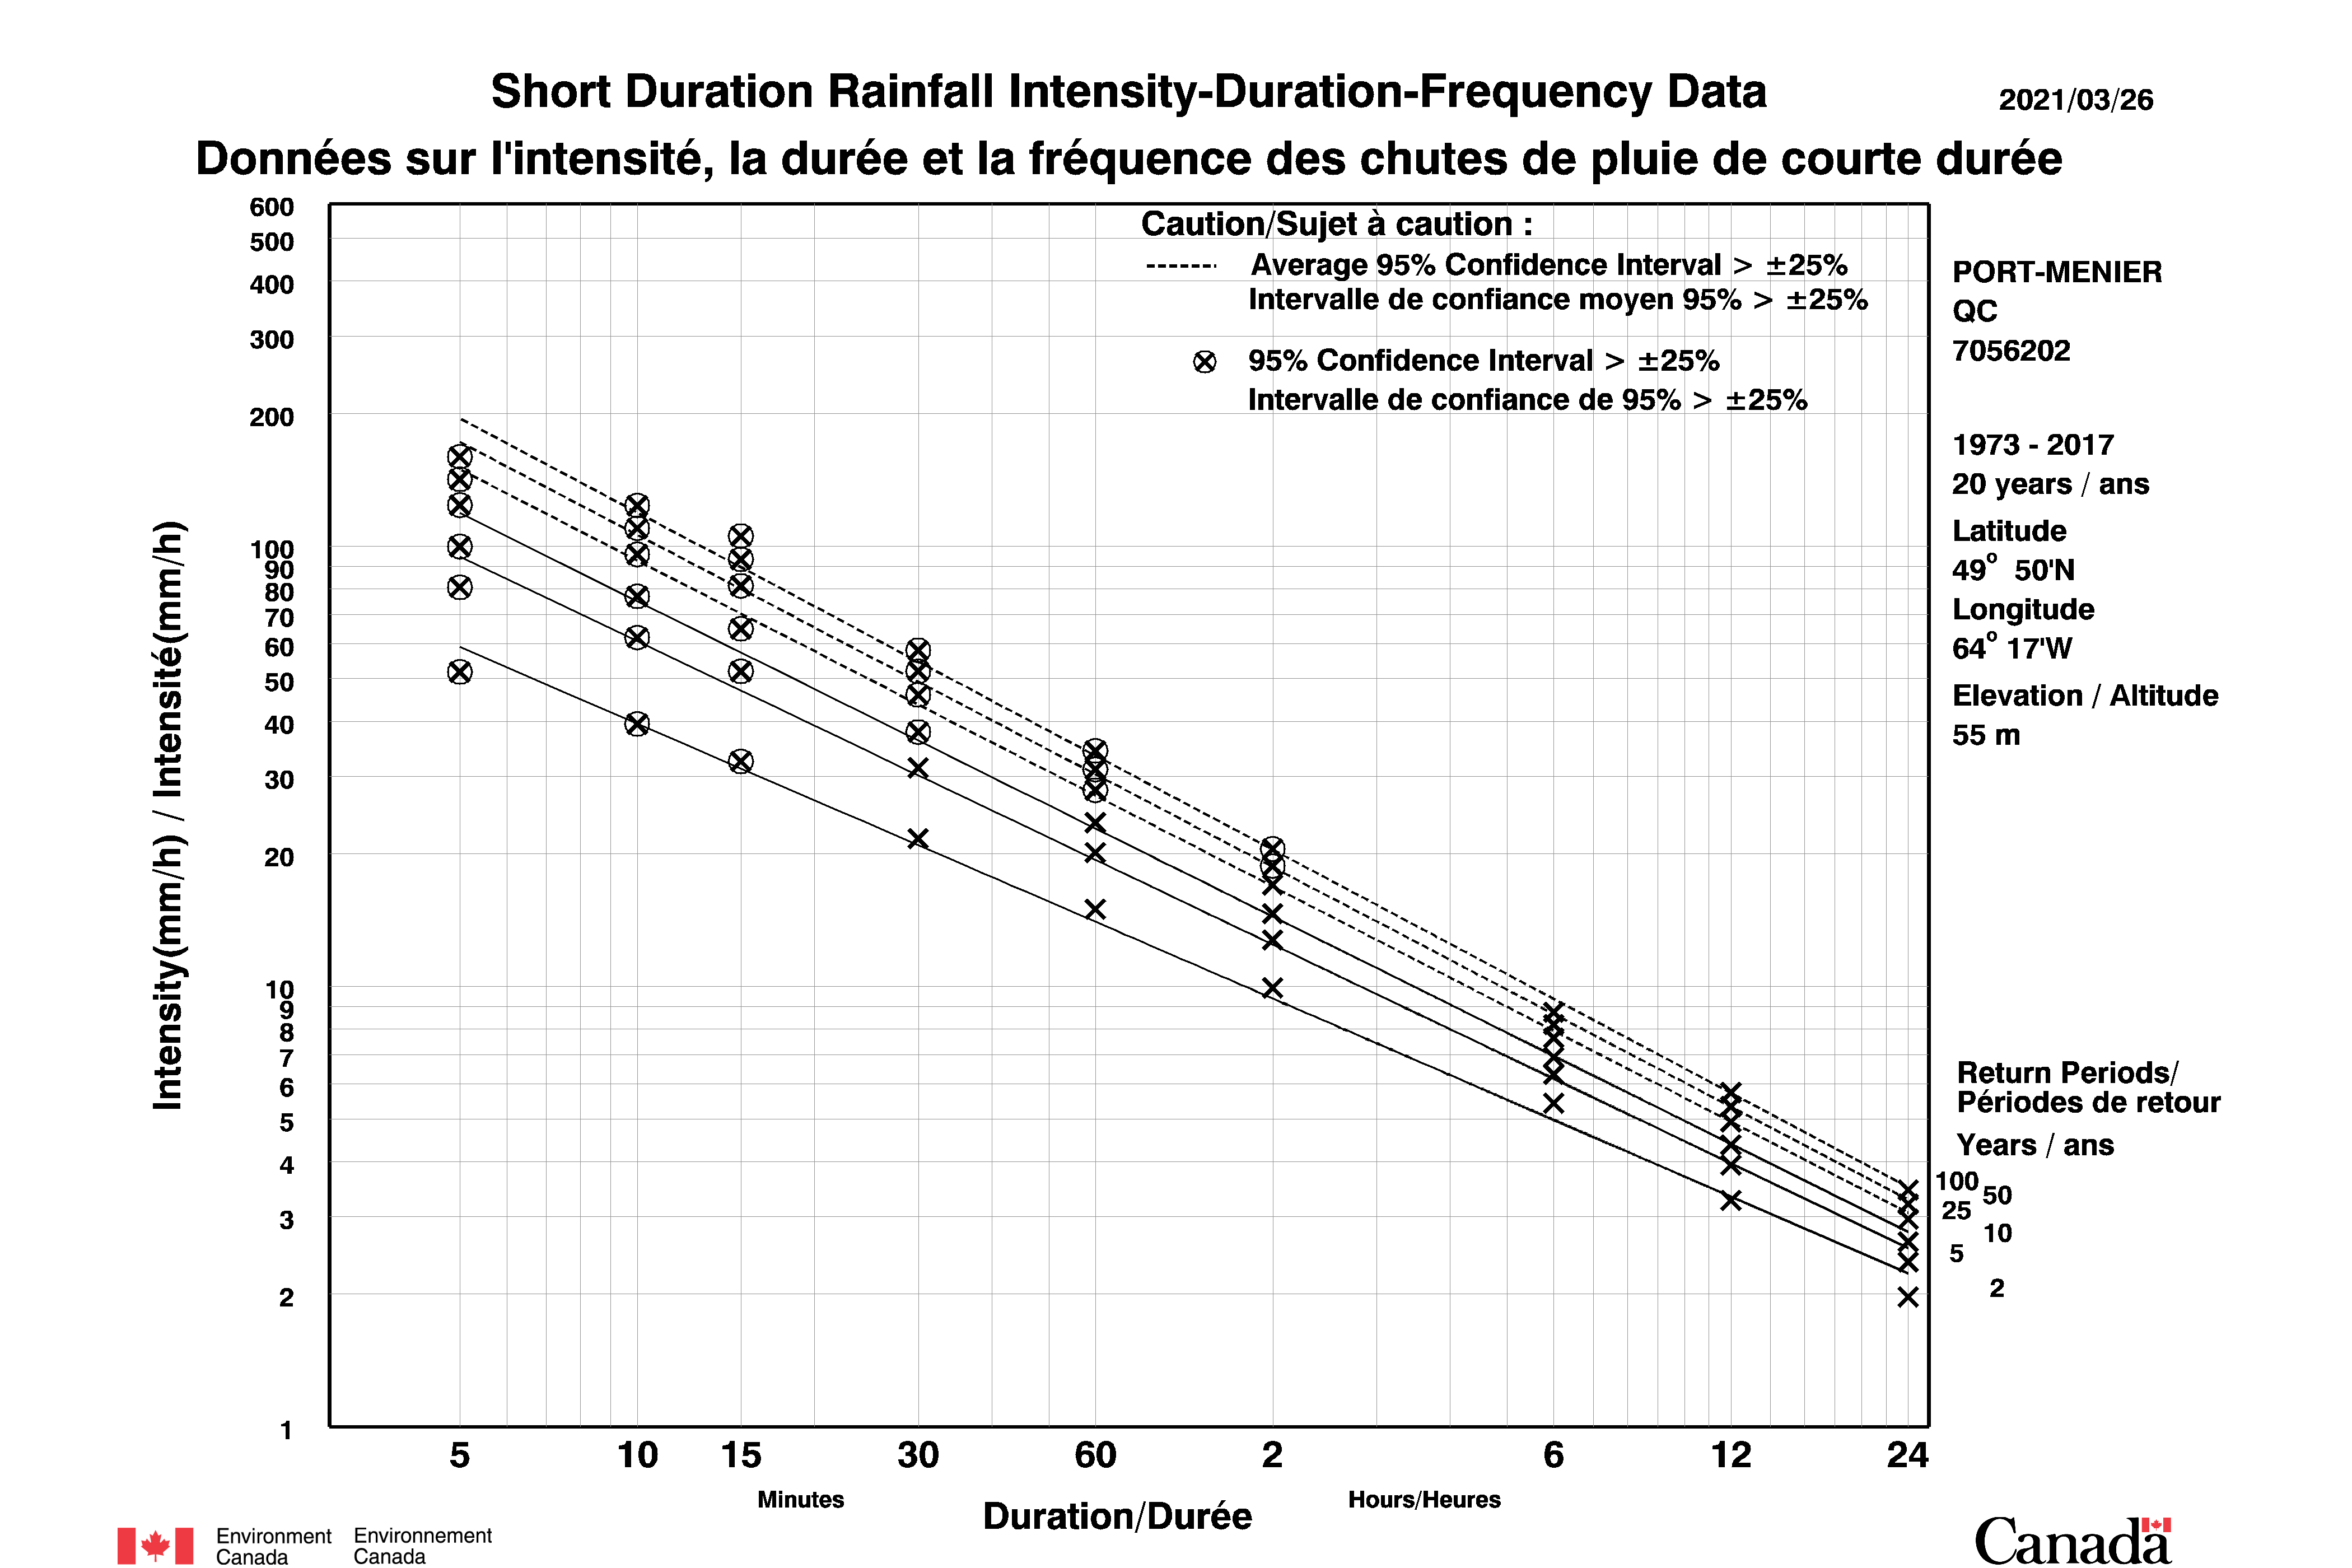 Short Duration Rainfall Intensity-Duration-Frequency Data
2021/03/26
Données sur l'intensité, la durée et la fréquence des chutes de pluie de courte durée
Caution/Sujet à caution :
Average 95% Confidence Interval > ±25%
Intervalle de confiance moyen 95% > ±25%
95% Confidence Interval > ±25%
Intervalle de confiance de 95% > ±25%
PORT-MENIER
QC
7056202
1973 - 2017
20 years / ans
Latitude
49° 50'N
Longitude
64° 17'W
Elevation / Altitude
55 m
Return Periods/
Périodes de retour
Years / ans
100
50
25
10
5
2
Intensity(mm/h) / Intensité(mm/h)
600
500
400
300
200
100
90
80
70
60
50
40
30
20
10
9
8
7
6
5
4
3
2
1
5 10 15 30 60 2 6 12 24
Minutes
Hours/Heures
Duration/Durée
Environment
Canada
Environnement
Canada
Canada